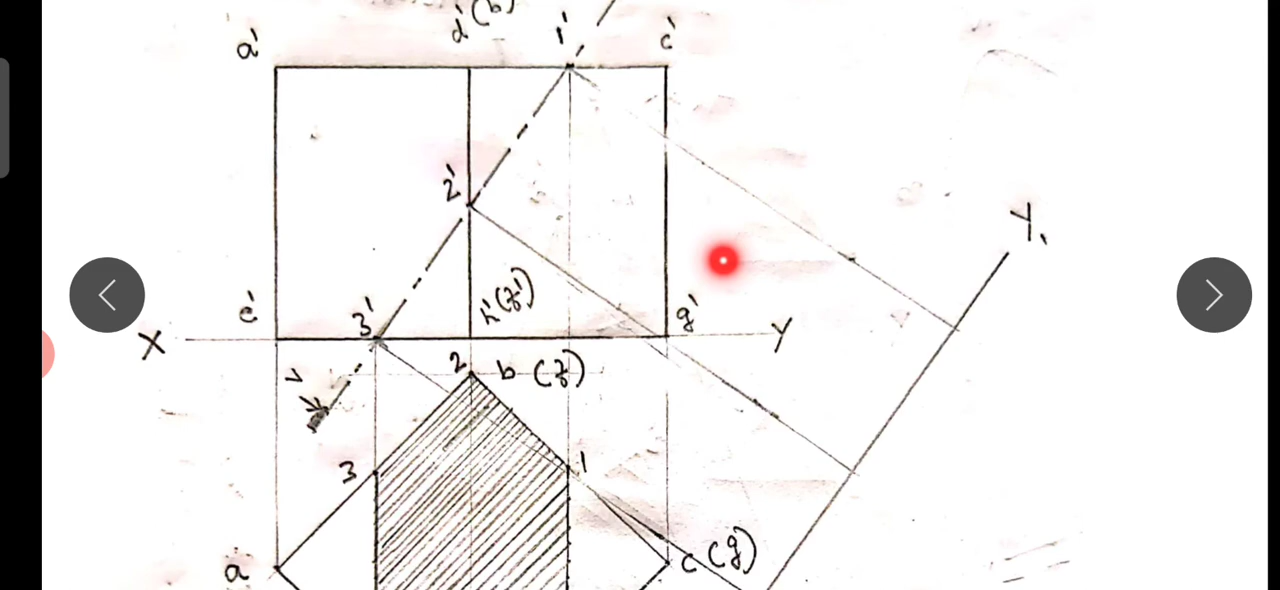 d'(b')
a'
1'
c'
2'
Y₁
e'
3'
h'(f')
g'
X
Y
2
b (f)
V
3
1
a
c (g)